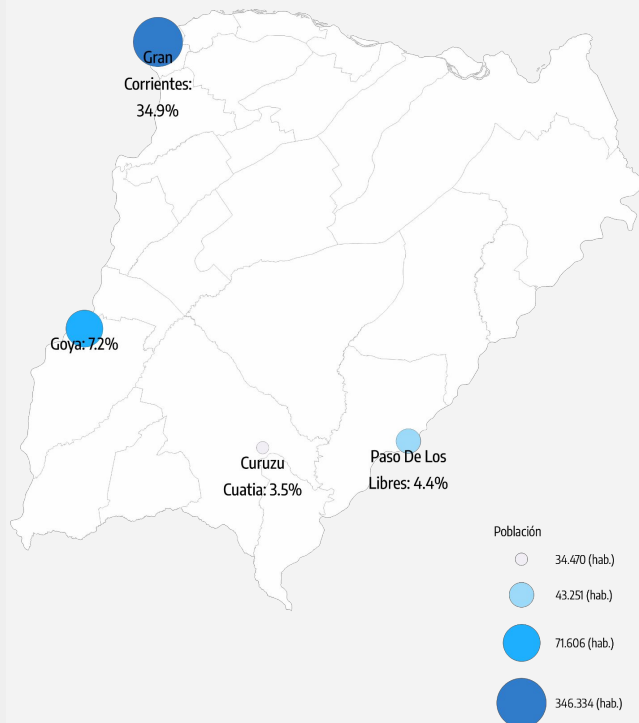 Gran
Corrientes:
34.9%
Goya: 7.2%
Curuzu
Cuatia: 3.5%
Paso De Los
Libres: 4.4%
Población
34.470 (hab.)
43.251 (hab.)
71.606 (hab.)
346.334 (hab.)